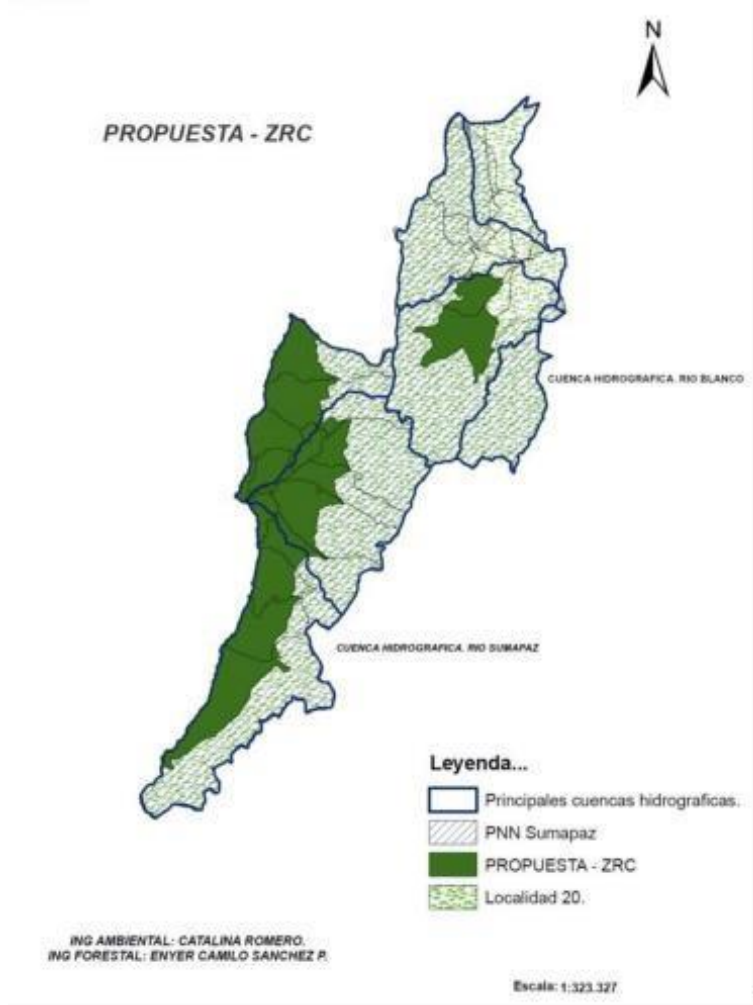 N
PROPUESTA - ZRC
CUENCA HIDROGRAFICA. RIO BLANCO
CUENCA HIDROGRAFICA. RIO SUMAPAZ
Leyenda...
Principales cuencas hidrograficas.
PNN Sumapaz
PROPUESTA - ZRC
Localidad 20.
ING AMBIENTAL: CATALINA ROMERO.
ING FORESTAL: ENYER CAMILO SANCHEZ P.
Escala: 1:323.327